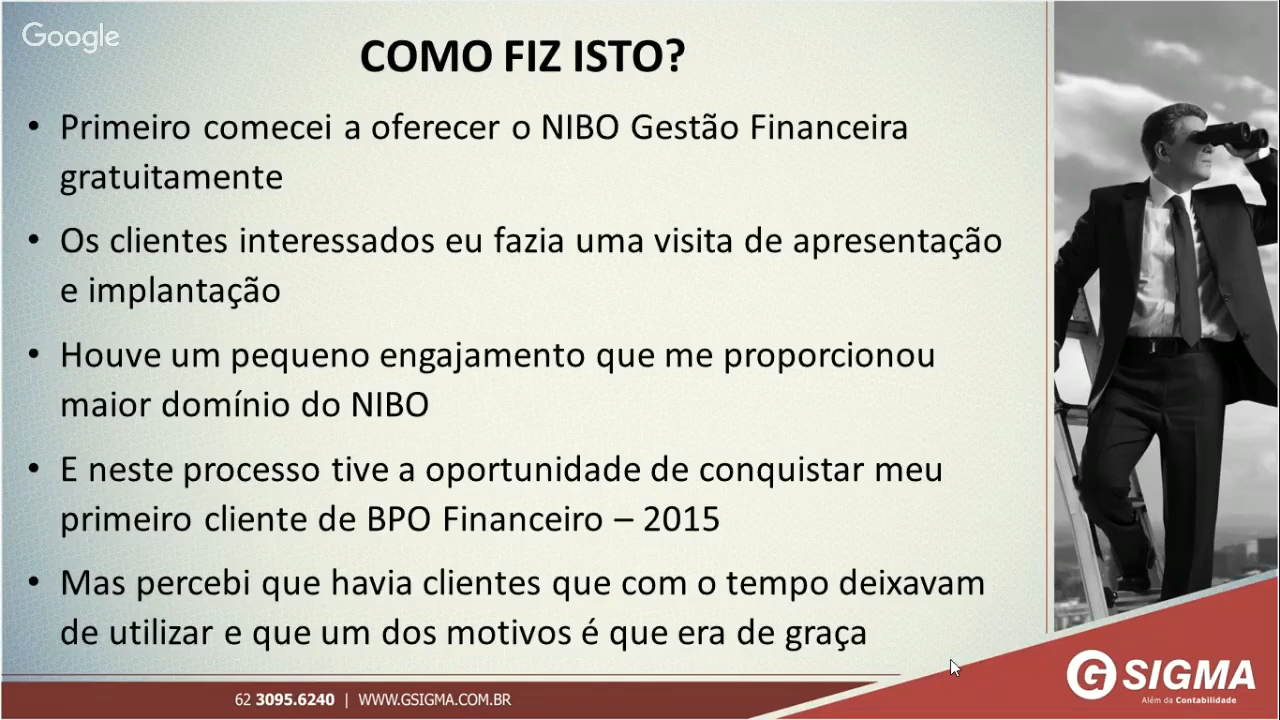 Google
COMO FIZ ISTO?
• Primeiro comecei a oferecer o NIBO Gestão Financeira
gratuitamente
• Os clientes interessados eu fazia uma visita de apresentação
e implantação
• Houve um pequeno engajamento que me proporcionou
maior domínio do NIBO
• E neste processo tive a oportunidade de conquistar meu
primeiro cliente de BPO Financeiro – 2015
• Mas percebi que havia clientes que com o tempo deixavam
de utilizar e que um dos motivos é que era de graça
62 3095.6240 | WWW.GSIGMA.COM.BR
G SIGMA
Além da Contabilidade